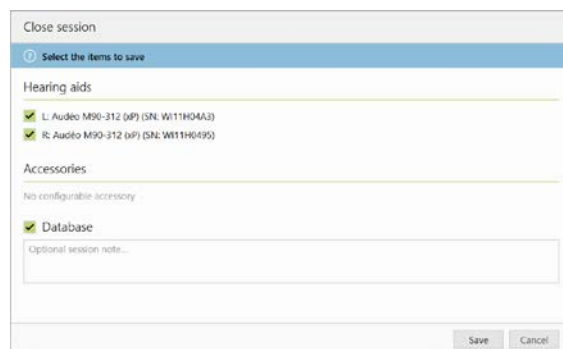 Close session
Select the items to save
Hearing aids
L: Audéo M90-312 (xP) (SN: WI11H04A3)
R: Audéo M90-312 (xP) (SN: WI11H0495)
Accessories
No configurable accessory
Database
Optional session note...
Save Cancel